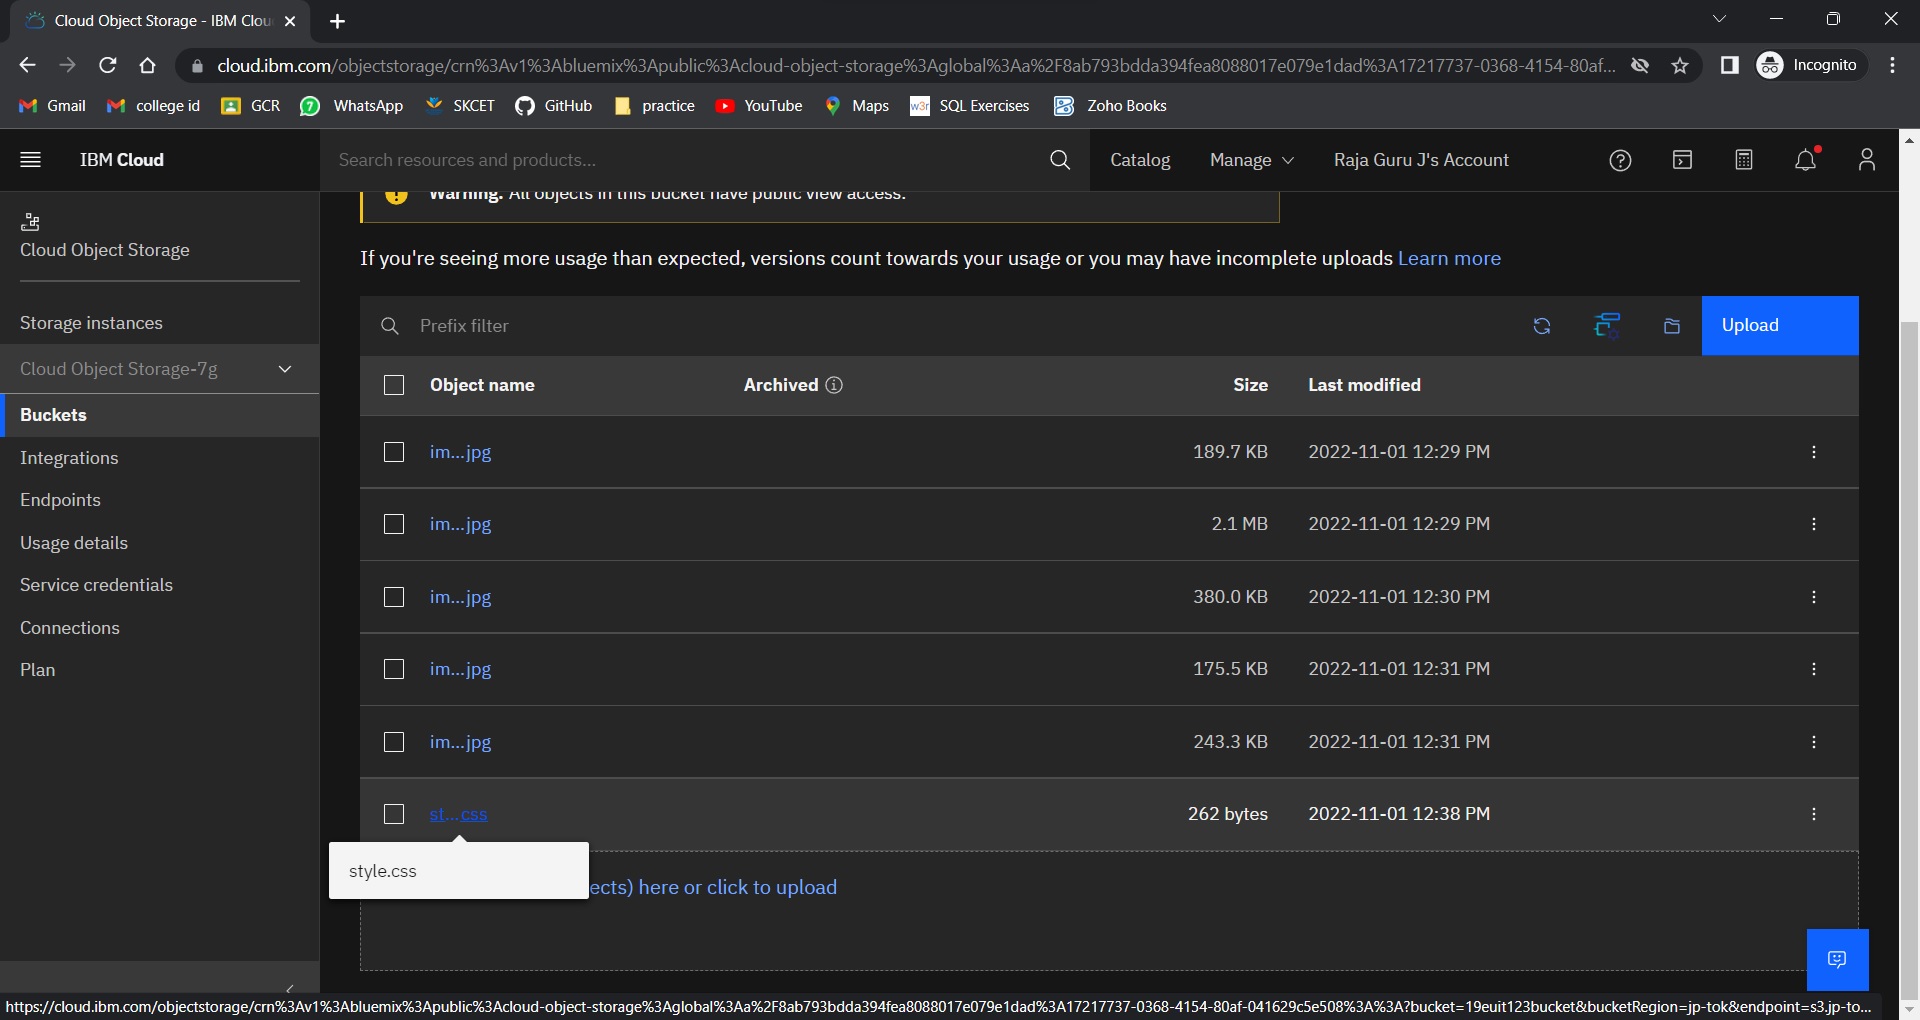 Cloud Object Storage - IBM Clou
cloud.ibm.com/objectstorage/crn%3Av1%3Abluemix%3Apublic%3Acloud-object-storage%3Aglobal%3Aa%2F8ab793bdda394fea8088017e079e1dad%3A17217737-0368-4154-80af...
Incognito
Gmail college id GCR 7 WhatsApp SKCET GitHub practice YouTube Maps w3r SQL Exercises Zoho Books
IBM Cloud Search resources and products... Catalog Manage Raja Guru J's Account
Warning: All objects in this bucket have public view access.
Cloud Object Storage
If you're seeing more usage than expected, versions count towards your usage or you may have incomplete uploads Learn more
Storage instances
Cloud Object Storage-7g
Buckets
Integrations
Endpoints
Usage details
Service credentials
Connections
Plan
Prefix filter Upload
Object name Archived Size Last modified
im...jpg 189.7 KB 2022-11-01 12:29 PM
im...jpg 2.1 MB 2022-11-01 12:29 PM
im...jpg 380.0 KB 2022-11-01 12:30 PM
im...jpg 175.5 KB 2022-11-01 12:31 PM
im...jpg 243.3 KB 2022-11-01 12:31 PM
st...css 262 bytes 2022-11-01 12:38 PM
style.css
ects) here or click to upload
https://cloud.ibm.com/objectstorage/crn%3Av1%3Abluemix%3Apublic%3Acloud-object-storage%3Aglobal%3Aa%2F8ab793bdda394fea8088017e079e1dad%3A17217737-0368-4154-80af-041629c5e508%3A%3A?bucket=19euit123bucket&bucketRegion=jp-tok&endpoint=s3.jp-to...